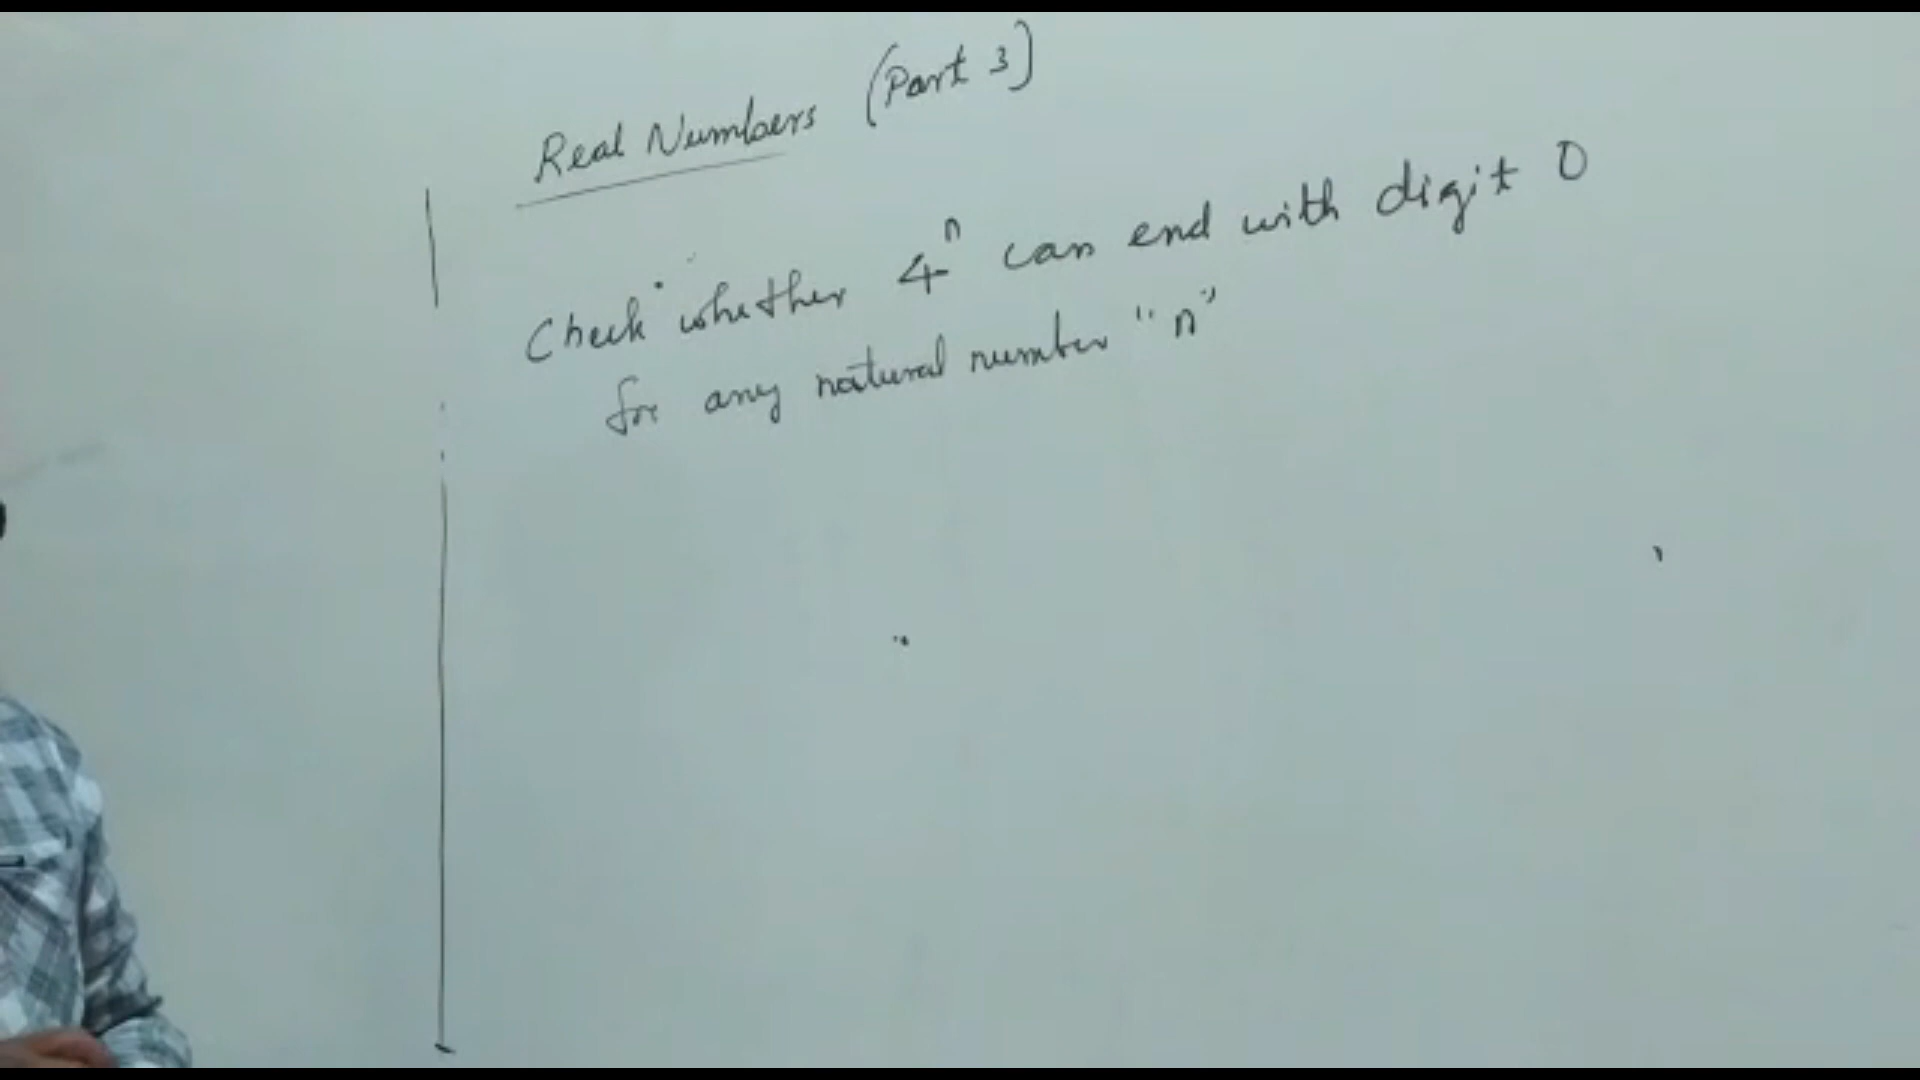 Real Numbers (Part 3)
Check whether 4ⁿ can end with digit 0
for any natural number "n"